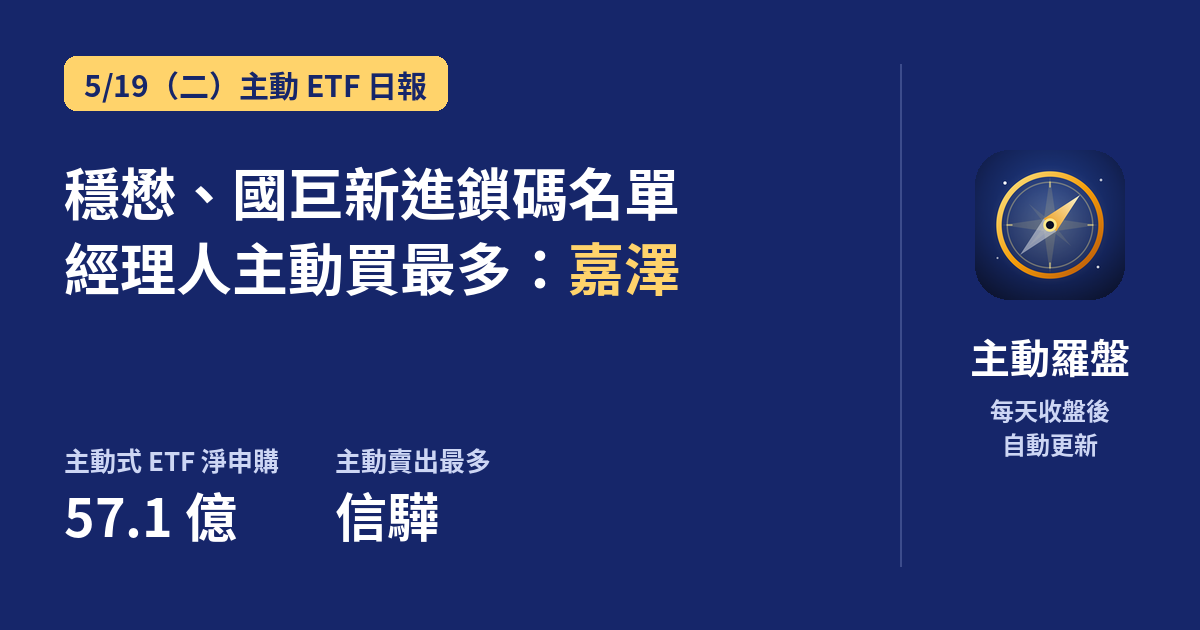 5/19（二）主動 ETF 日報
穩懋、國巨新進鎖碼名單
經理人主動買最多：嘉澤
主動式 ETF 淨申購
57.1 億
主動賣出最多
信驊
主動羅盤
每天收盤後
自動更新